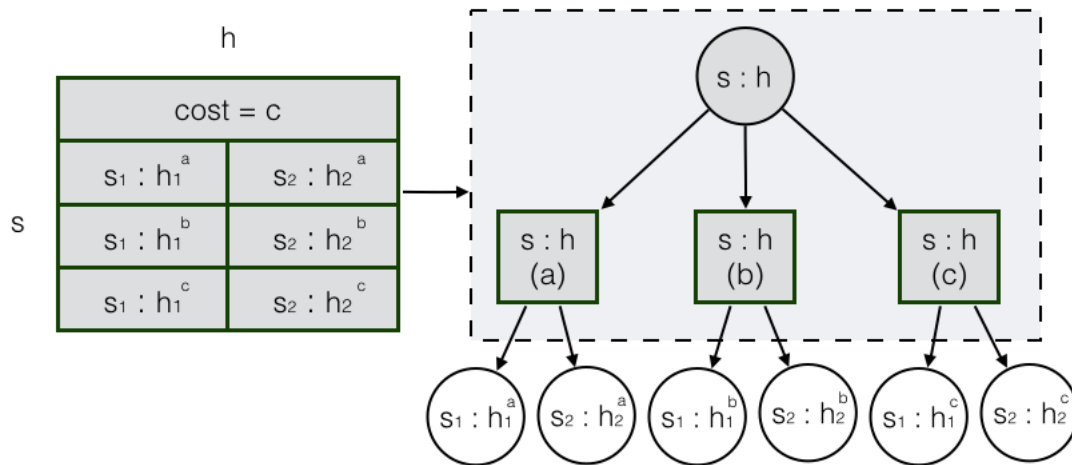 h
s
cost = c
s₁ : h₁ᵃ s₂ : h₂ᵃ
s₁ : h₁ᵇ s₂ : h₂ᵇ
s₁ : h₁ᶜ s₂ : h₂ᶜ
s : h
s : h
(a)
s : h
(b)
s : h
(c)
s₁ : h₁ᵃ
s₂ : h₂ᵃ
s₁ : h₁ᵇ
s₂ : h₂ᵇ
s₁ : h₁ᶜ
s₂ : h₂ᶜ